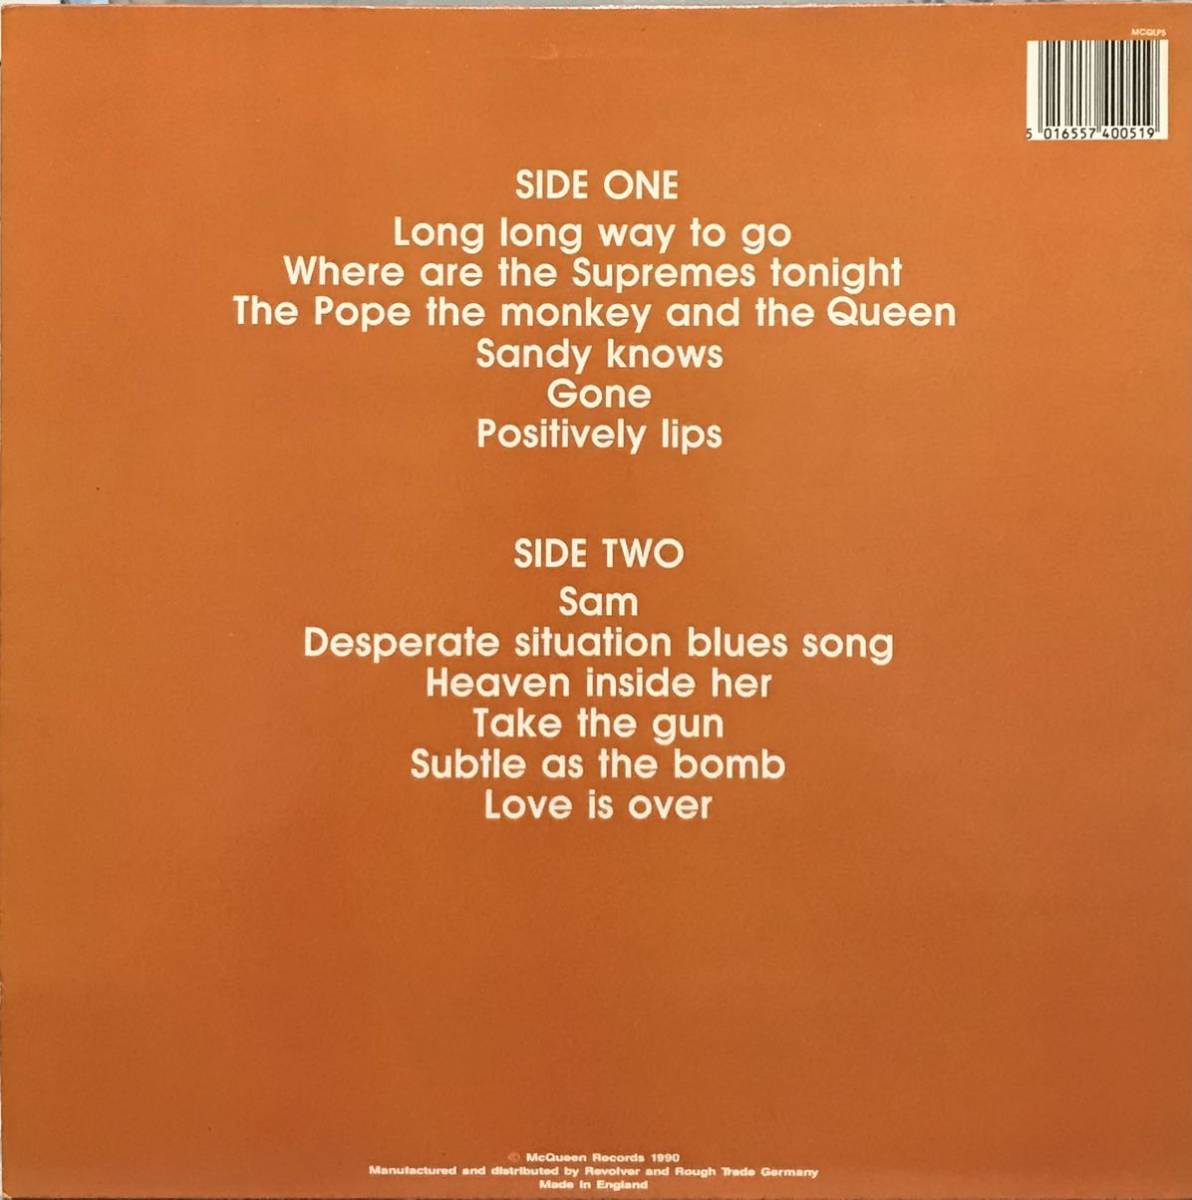 MCQLP5
5 016557 400519
SIDE ONE
Long long way to go
Where are the Supremes tonight
The Pope the monkey and the Queen
Sandy knows
Gone
Positively lips
SIDE TWO
Sam
Desperate situation blues song
Heaven inside her
Take the gun
Subtle as the bomb
Love is over
© McQueen Records 1990
Manufactured and distributed by Revolver and Rough Trade Germany
Made in England